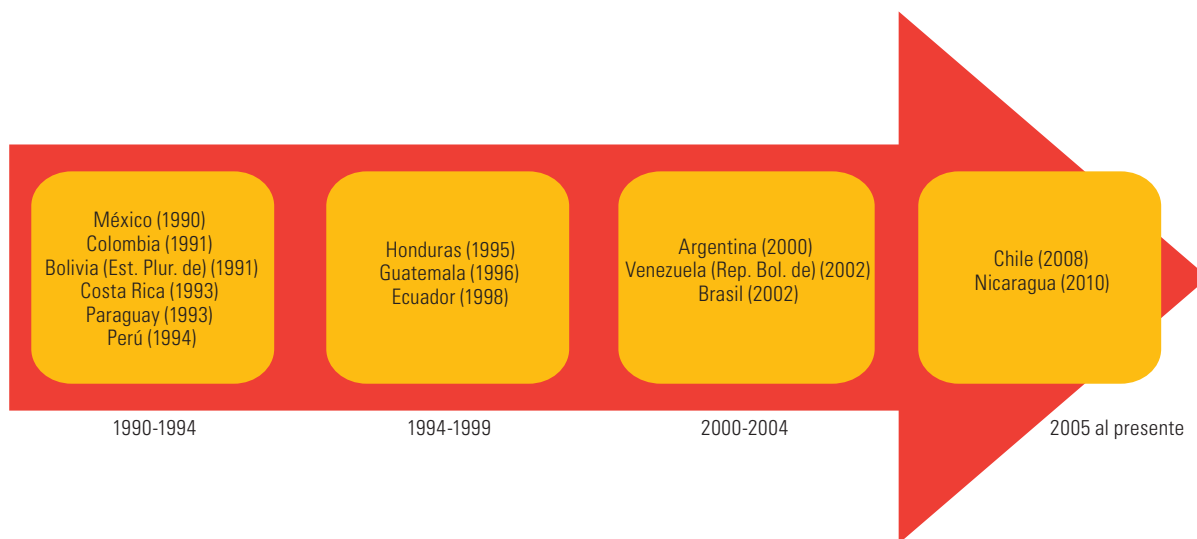 México (1990)
Colombia (1991)
Bolivia (Est. Plur. de) (1991)
Costa Rica (1993)
Paraguay (1993)
Perú (1994)
Honduras (1995)
Guatemala (1996)
Ecuador (1998)
Argentina (2000)
Venezuela (Rep. Bol. de) (2002)
Brasil (2002)
Chile (2008)
Nicaragua (2010)
1990-1994
1994-1999
2000-2004
2005 al presente